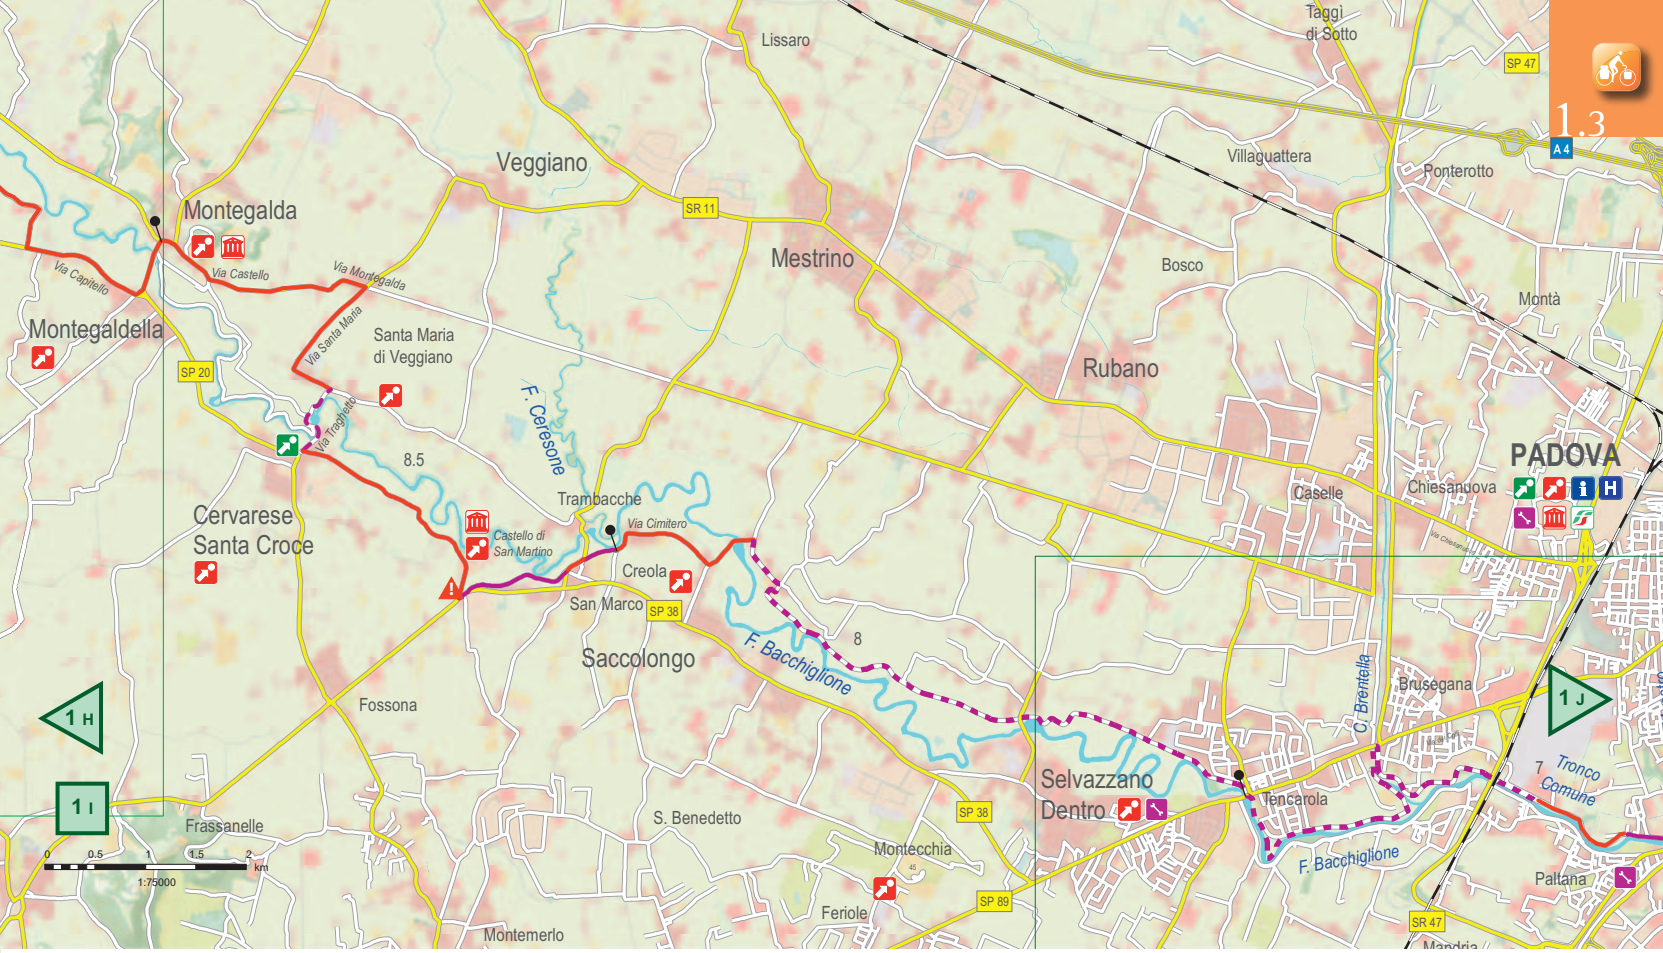 Taggì
di Sotto
Lissaro
SP 47
1.3
A 4
Villaguattera
Ponterotto
Veggiano
SR 11
Montegalda
Mestrino
Bosco
Via Capitello
Via Castello
Via Montegalda
Montà
Montegaldella
Via Santa Maria
Santa Maria
di Veggiano
SP 20
Rubano
F. Ceresone
Via Traghetto
8.5
PADOVA
Chiesanuova
Caselle
i
H
Trambacche
Cervarese
Santa Croce
Castello di
San Martino
Via Cimitero
Via Chiesanuova
Creola
San Marco
SP 38
!
8
F. Bacchiglione
Saccolongo
C. Brentella
Brusegana
1 H
1 J
Fossona
7
Tronco
Comune
Selvazzano
Dentro
Tencarola
1 I
SP 38
S. Benedetto
Frassanelle
Montecchia
45
F. Bacchiglione
0 0.5 1 1.5 2
km
1:75000
Paltana
SP 89
Feriole
SR 47
Montemerlo
Mandria